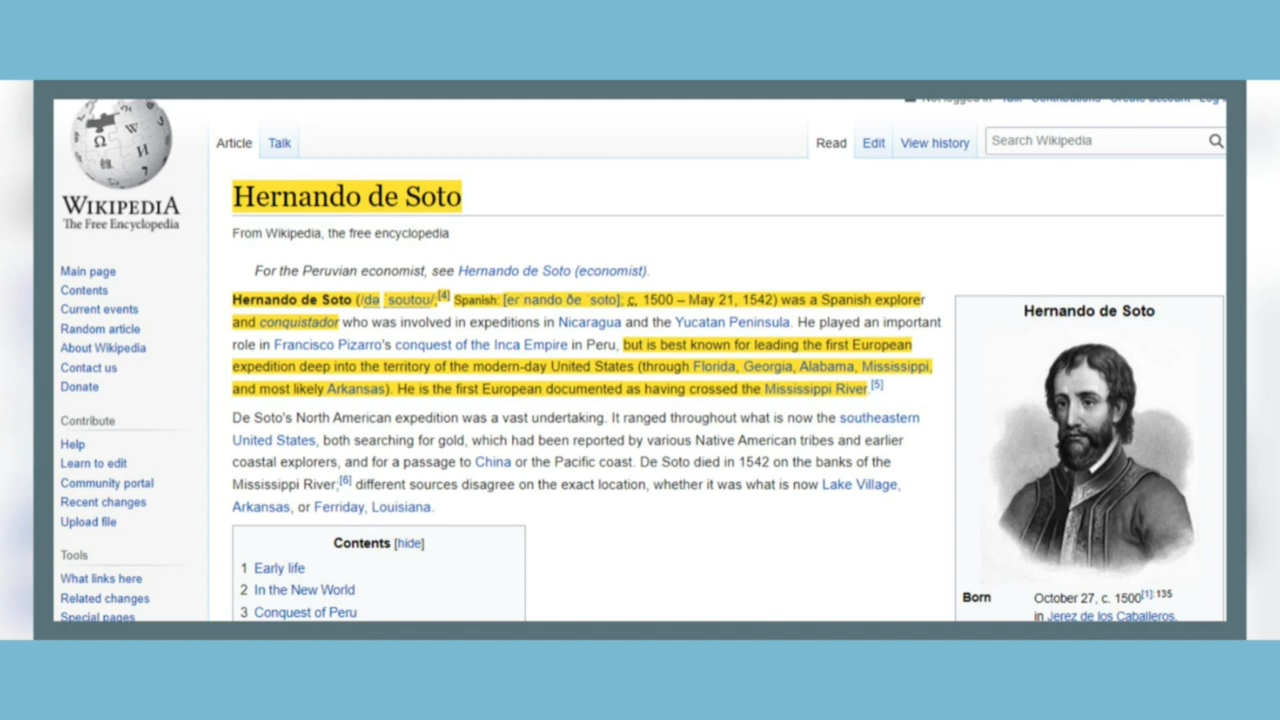 Not logged in Talk Contributions Create account Log i
Article Talk Read Edit View history Search Wikipedia
WIKIPEDIA
The Free Encyclopedia
Hernando de Soto
From Wikipedia, the free encyclopedia
For the Peruvian economist, see Hernando de Soto (economist).
Hernando de Soto (/də ˈsoʊtoʊ/;[4] Spanish: [erˈnando ðe ˈsoto]; c. 1500 – May 21, 1542) was a Spanish explorer
and conquistador who was involved in expeditions in Nicaragua and the Yucatan Peninsula. He played an important
role in Francisco Pizarro's conquest of the Inca Empire in Peru, but is best known for leading the first European
expedition deep into the territory of the modern-day United States (through Florida, Georgia, Alabama, Mississippi,
and most likely Arkansas). He is the first European documented as having crossed the Mississippi River.[5]
De Soto's North American expedition was a vast undertaking. It ranged throughout what is now the southeastern
United States, both searching for gold, which had been reported by various Native American tribes and earlier
coastal explorers, and for a passage to China or the Pacific coast. De Soto died in 1542 on the banks of the
Mississippi River;[6] different sources disagree on the exact location, whether it was what is now Lake Village,
Arkansas, or Ferriday, Louisiana.
Contents [hide]
1 Early life
2 In the New World
3 Conquest of Peru
Hernando de Soto
Born October 27, c. 1500[1]:135
in Jerez de los Caballeros,
Main page
Contents
Current events
Random article
About Wikipedia
Contact us
Donate
Contribute
Help
Learn to edit
Community portal
Recent changes
Upload file
Tools
What links here
Related changes
Special pages